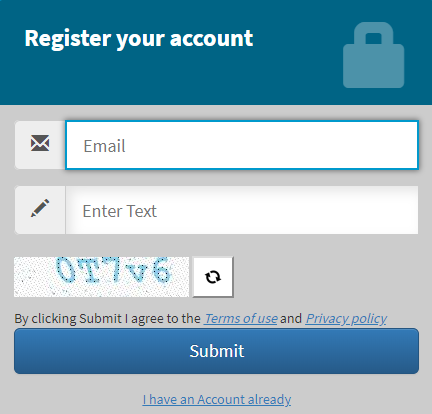 Register your account
Email
Enter Text
By clicking Submit I agree to the Terms of use and Privacy policy
Submit
I have an Account already